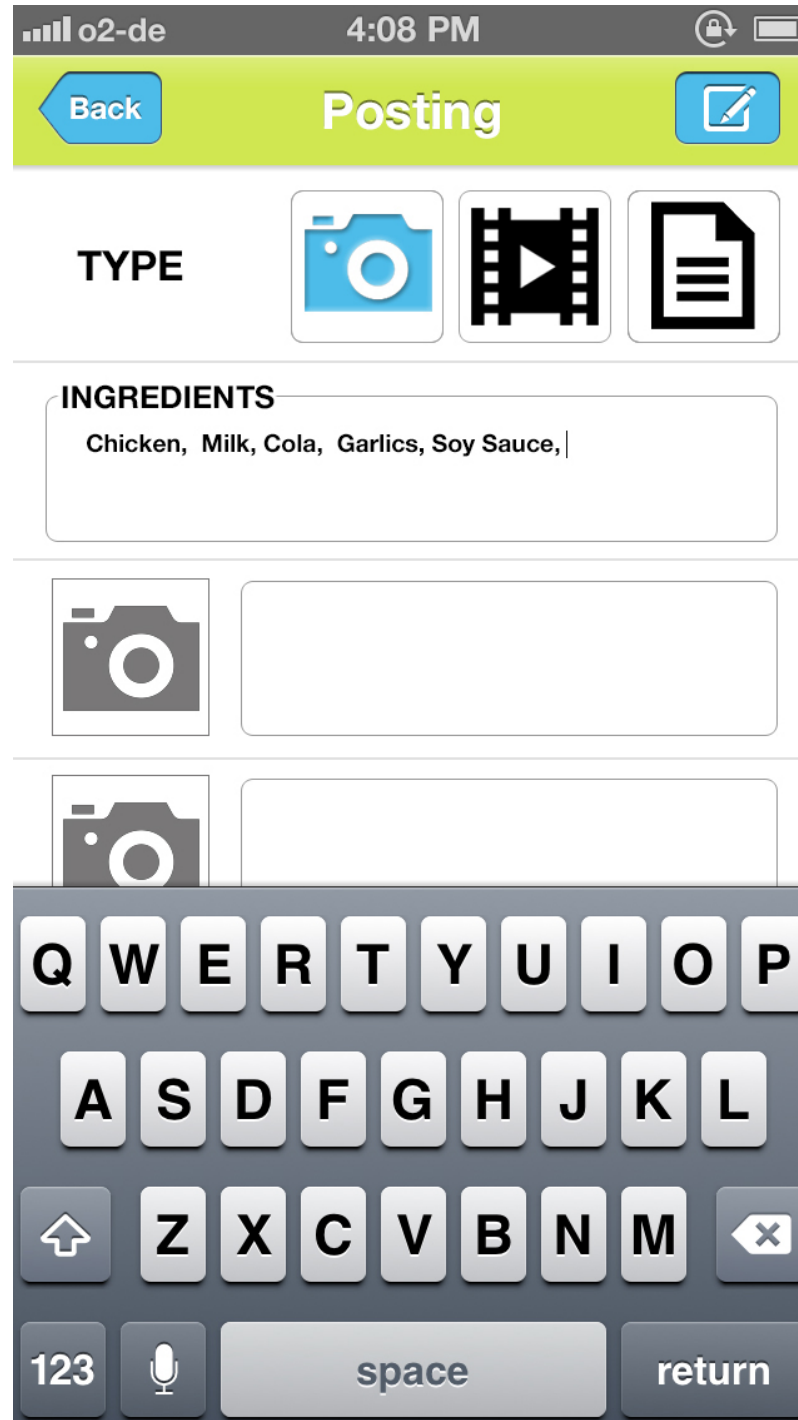 o2-de 4:08 PM
Back Posting
TYPE
INGREDIENTS
Chicken, Milk, Cola, Garlics, Soy Sauce,
Q W E R T Y U I O P
A S D F G H J K L
Z X C V B N M
123 space return